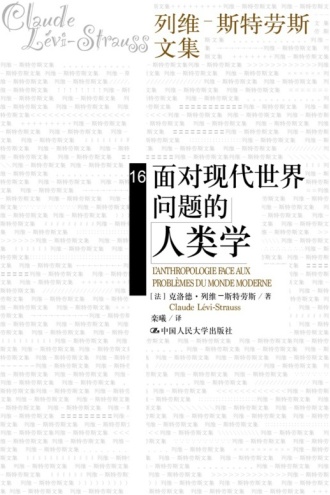 Claude
Lévi-Strauss
列维-斯特劳斯
文集
16
面对现代世界
问题的
人类学
L'ANTHROPOLOGIE FACE AUX
PROBLÈMES DU MONDE MODERNE
[法] 克洛德·列维-斯特劳斯／著
Claude Lévi-Strauss
栾曦／译
中国人民大学出版社